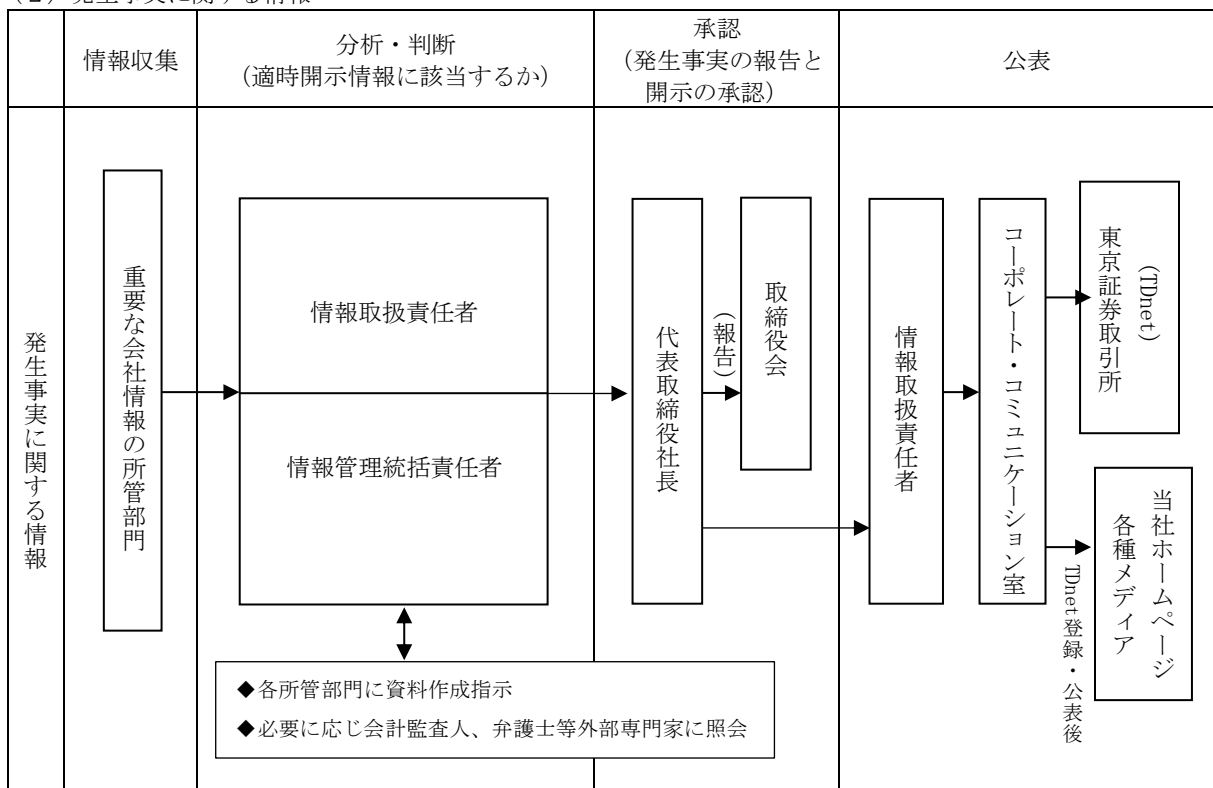 (2)発生事実に関する情報
情報収集
分析・判断
(適時開示情報に該当するか)
承認
(発生事実の報告と
開示の承認)
公表
発生事実に関する情報
重要な会社情報の所管部門
情報取扱責任者
情報管理統括責任者
◆各所管部門に資料作成指示
◆必要に応じ会計監査人、弁護士等外部専門家に照会
代表取締役社長
(報告)
取締役会
情報取扱責任者
コーポレート・コミュニケーション室
東京証券取引所
(TDnet)
TDnet登録・公表後
当社ホームページ
各種メディア